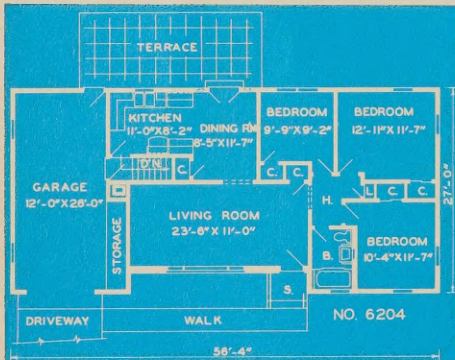 TERRACE
KITCHEN
11'-0"X8'-2"
DINING RM
8'-5"X11'-7"
BEDROOM
9'-9"X9'-2"
BEDROOM
12'-11"X11'-7"
D'N.
C.
C.
C.
L.
C.
C.
GARAGE
12'-0"X26'-0"
STORAGE
LIVING ROOM
23'-6"X11'-0"
H.
B.
BEDROOM
10'-4"X11'-7"
27'-0"
S.
NO. 6204
DRIVEWAY
WALK
56'-4"